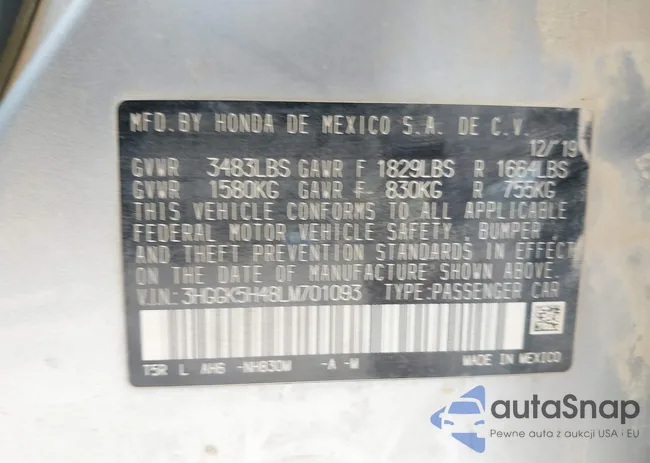 MFD. BY HONDA DE MEXICO S.A. DE C.V.
12/19
GVWR 3483LBS GAWR F 1829LBS R 1664LBS
GVWR 1580KG GAWR F 830KG R 755KG
THIS VEHICLE CONFORMS TO ALL APPLICABLE
FEDERAL MOTOR VEHICLE SAFETY, BUMPER,
AND THEFT PREVENTION STANDARDS IN EFFECT
ON THE DATE OF MANUFACTURE SHOWN ABOVE.
V.I.N: 3HGGK5H48LM701093 TYPE:PASSENGER CAR
T5R L AH6 -NH830M -A -M MADE IN MEXICO
autaSnap
Pewne auta z aukcji USA i EU